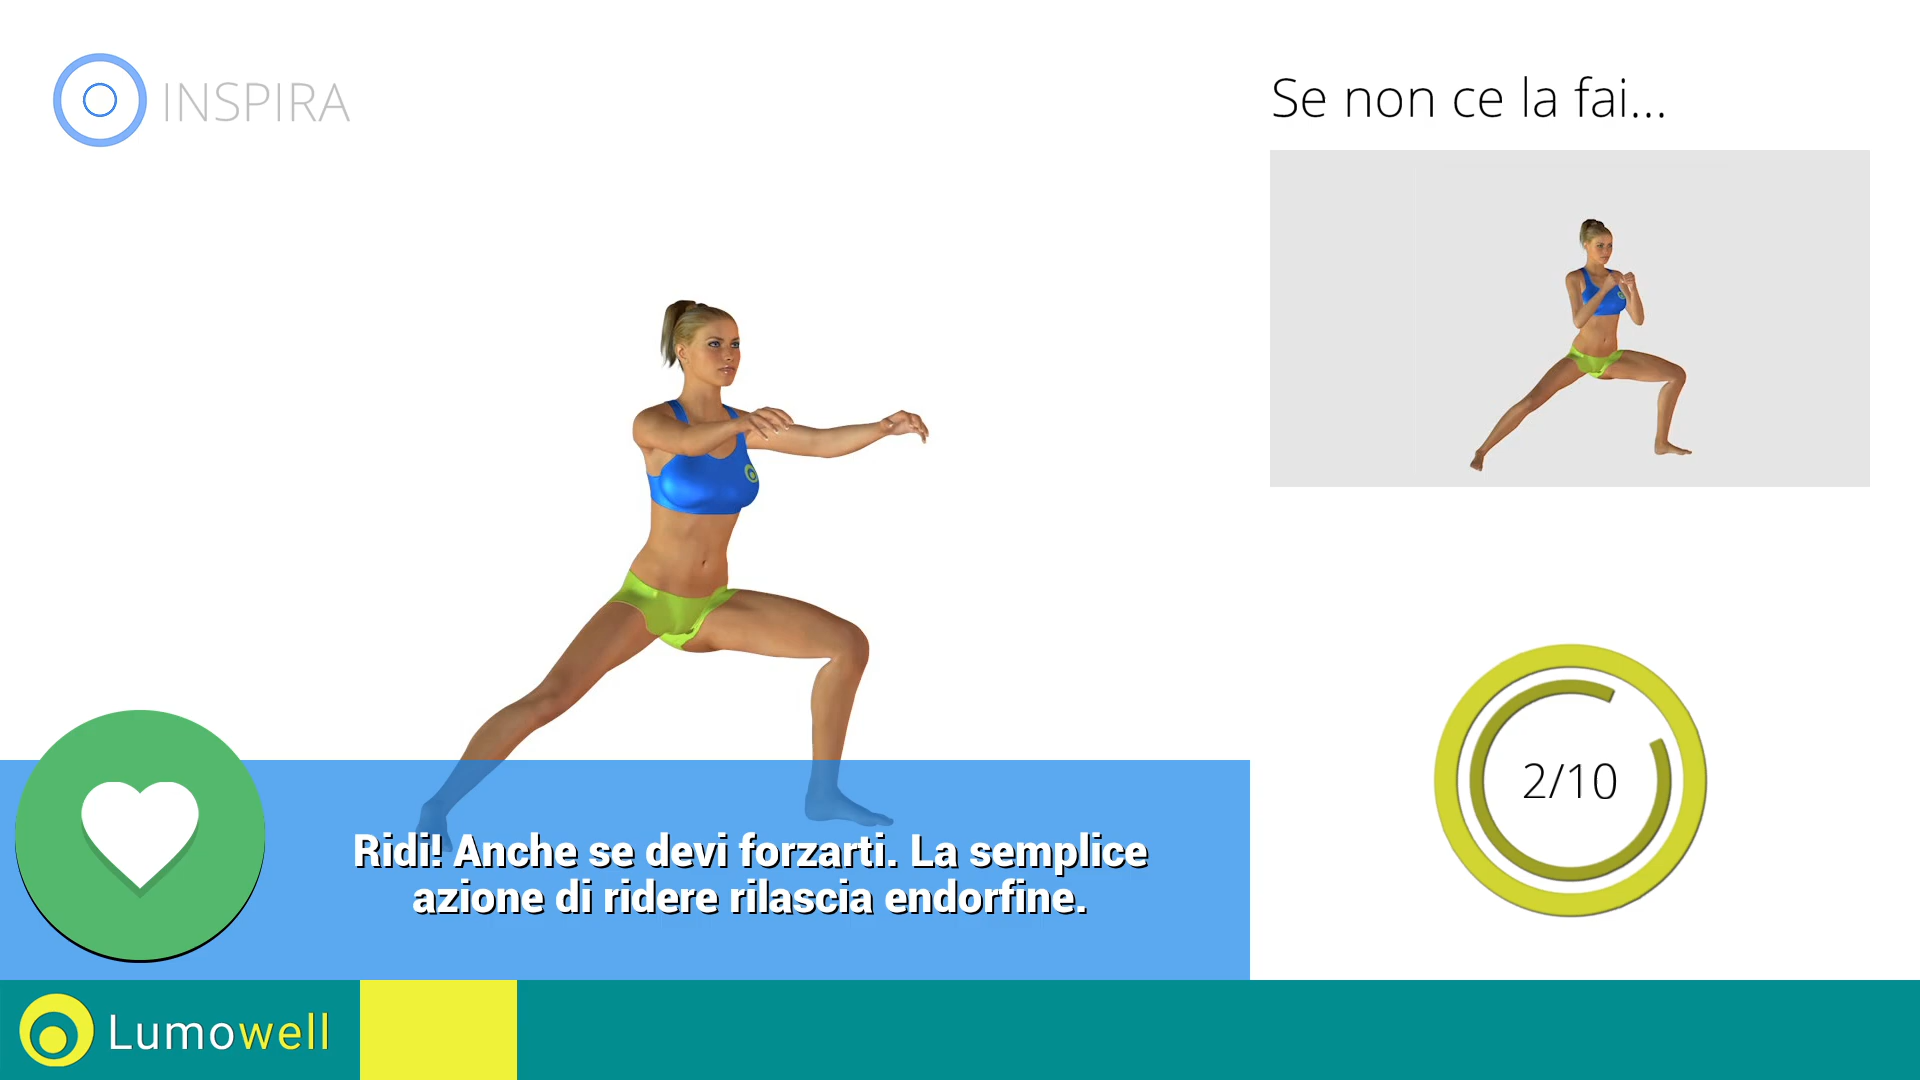 INSPIRA
Se non ce la fai...
2/10
Ridi! Anche se devi forzarti. La semplice
azione di ridere rilascia endorfine.
Lumowell